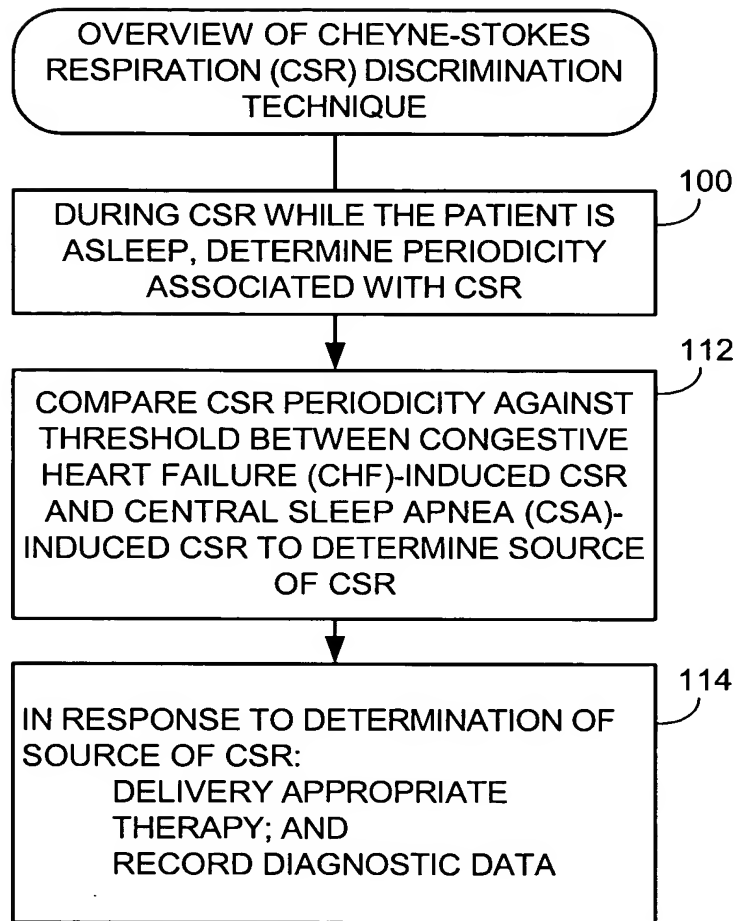 OVERVIEW OF CHEYNE-STOKES
RESPIRATION (CSR) DISCRIMINATION
TECHNIQUE
100
DURING CSR WHILE THE PATIENT IS
ASLEEP, DETERMINE PERIODICITY
ASSOCIATED WITH CSR
112
COMPARE CSR PERIODICITY AGAINST
THRESHOLD BETWEEN CONGESTIVE
HEART FAILURE (CHF)-INDUCED CSR
AND CENTRAL SLEEP APNEA (CSA)-
INDUCED CSR TO DETERMINE SOURCE
OF CSR
114
IN RESPONSE TO DETERMINATION OF
SOURCE OF CSR:
DELIVERY APPROPRIATE
THERAPY; AND
RECORD DIAGNOSTIC DATA